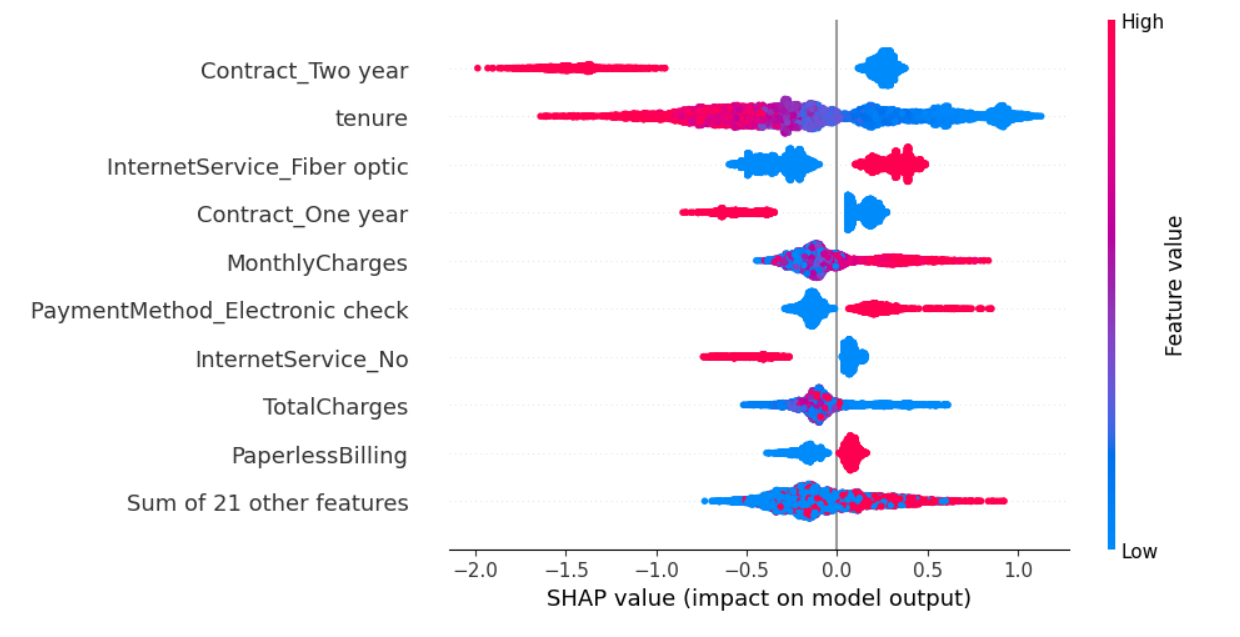 High
Contract_Two year
tenure
InternetService_Fiber optic
Contract_One year
MonthlyCharges
PaymentMethod_Electronic check
InternetService_No
TotalCharges
PaperlessBilling
Sum of 21 other features
Feature value
Low
−2.0 −1.5 −1.0 −0.5 0.0 0.5 1.0
SHAP value (impact on model output)